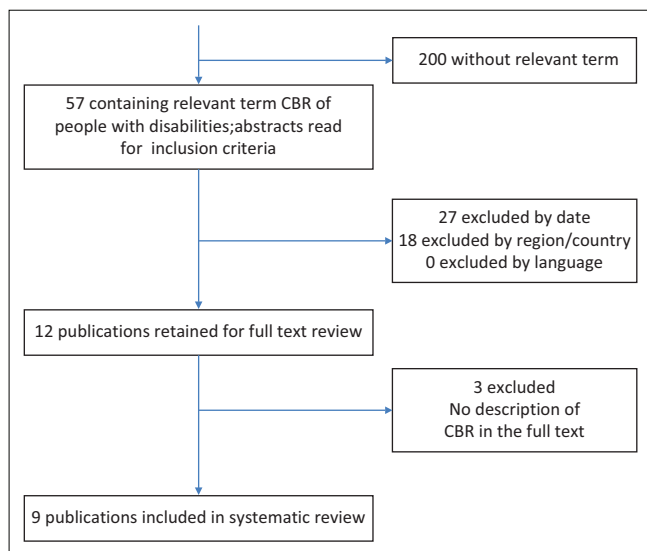 200 without relevant term
57 containing relevant term CBR of
people with disabilities;abstracts read
for inclusion criteria
27 excluded by date
18 excluded by region/country
0 excluded by language
12 publications retained for full text review
3 excluded
No description of
CBR in the full text
9 publications included in systematic review